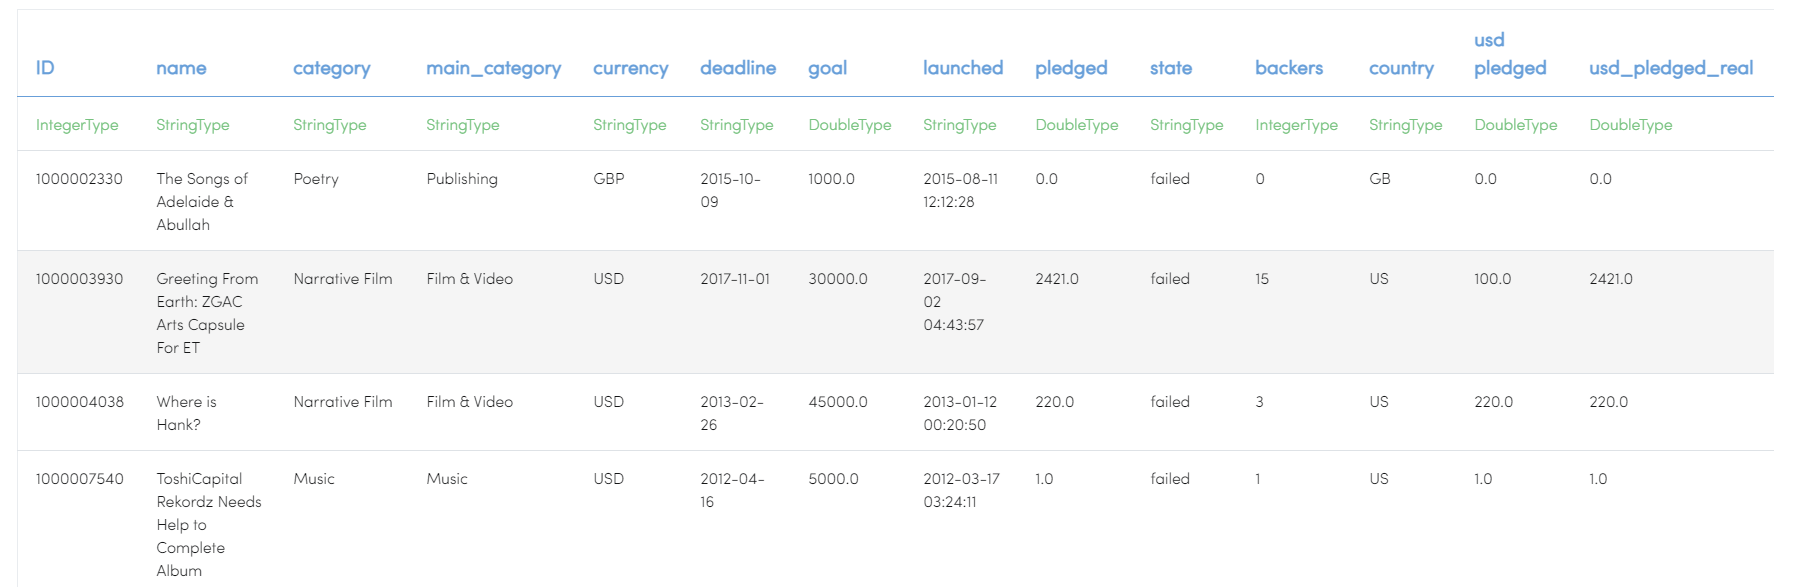 usd
ID name category main_category currency deadline goal launched pledged state backers country pledged usd_pledged_real
IntegerType StringType StringType StringType StringType StringType DoubleType StringType DoubleType StringType IntegerType StringType DoubleType DoubleType
1000002330 The Songs of Poetry Publishing GBP 2015-10- 1000.0 2015-08-11 0.0 failed 0 GB 0.0 0.0
Adelaide & 09 12:12:28
Abullah
1000003930 Greeting From Narrative Film Film & Video USD 2017-11-01 30000.0 2017-09- 2421.0 failed 15 US 100.0 2421.0
Earth: ZGAC 02
Arts Capsule 04:43:57
For ET
1000004038 Where is Narrative Film Film & Video USD 2013-02- 45000.0 2013-01-12 220.0 failed 3 US 220.0 220.0
Hank? 26 00:20:50
1000007540 ToshiCapital Music Music USD 2012-04- 5000.0 2012-03-17 1.0 failed 1 US 1.0 1.0
Rekordz Needs 16 03:24:11
Help to
Complete
Album